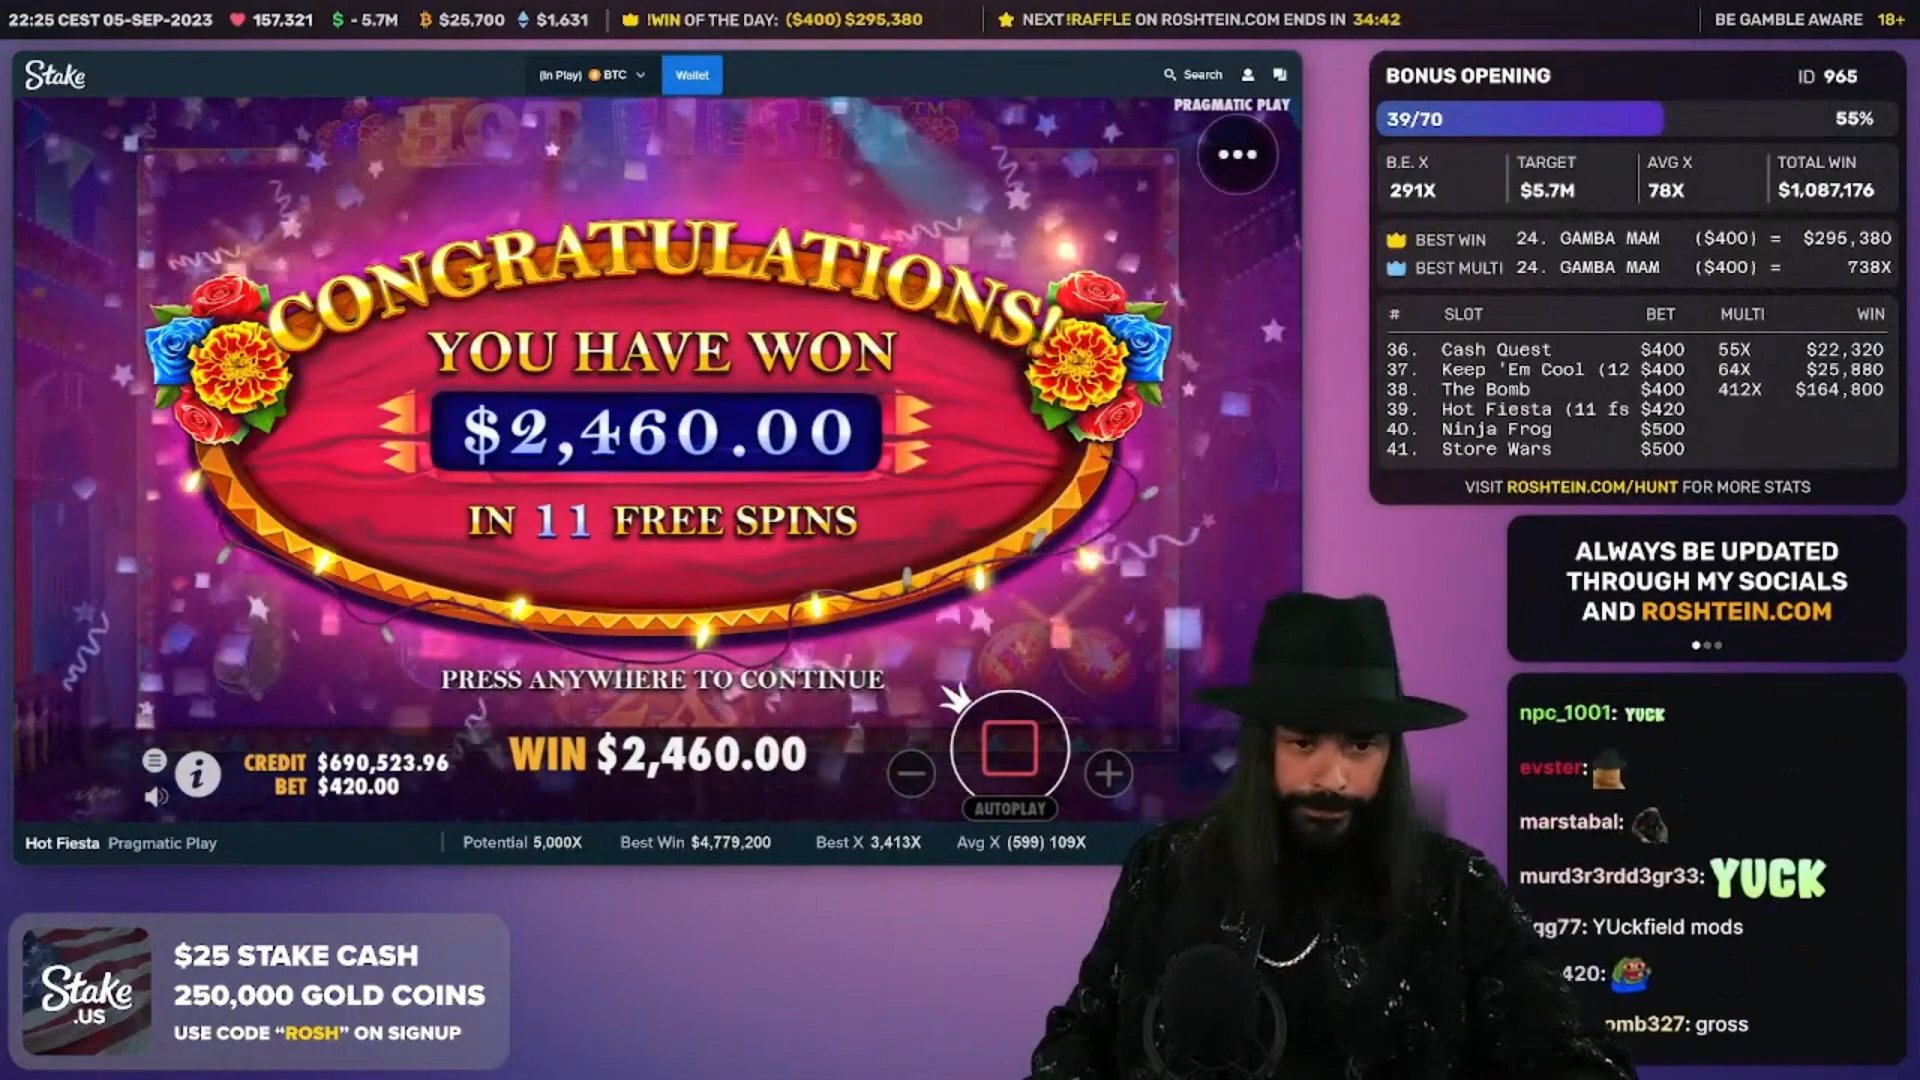 22:25 CEST 05-SEP-2023 157,321 $ - 5.7M $25,700 $1,631 !WIN OF THE DAY: ($400) $295,380 NEXT !RAFFLE ON ROSHTEIN.COM ENDS IN 34:42 BE GAMBLE AWARE 18+
Stake (In Play) BTC Wallet Search
PRAGMATIC PLAY
CONGRATULATIONS!
YOU HAVE WON
$2,460.00
IN 11 FREE SPINS
PRESS ANYWHERE TO CONTINUE
WIN $2,460.00
CREDIT $690,523.96
BET $420.00
AUTOPLAY
Hot Fiesta Pragmatic Play Potential 5,000X Best Win $4,779,200 Best X 3,413X Avg X (599) 109X
Stake
.US
$25 STAKE CASH
250,000 GOLD COINS
USE CODE “ROSH” ON SIGNUP
BONUS OPENING ID 965
39/70 55%
B.E. X TARGET AVG X TOTAL WIN
291X $5.7M 78X $1,087,176
BEST WIN 24. GAMBA MAM ($400) = $295,380
BEST MULTI 24. GAMBA MAM ($400) = 738X
# SLOT BET MULTI WIN
36. Cash Quest $400 55X $22,320
37. Keep 'Em Cool (12 $400 64X $25,880
38. The Bomb $400 412X $164,800
39. Hot Fiesta (11 fs $420
40. Ninja Frog $500
41. Store Wars $500
VISIT ROSHTEIN.COM/HUNT FOR MORE STATS
ALWAYS BE UPDATED
THROUGH MY SOCIALS
AND ROSHTEIN.COM
npc_1001: YUCK
evster:
marstabal:
murd3r3rdd3gr33: YUCK
qg77: YUckfield mods
420:
omb327: gross